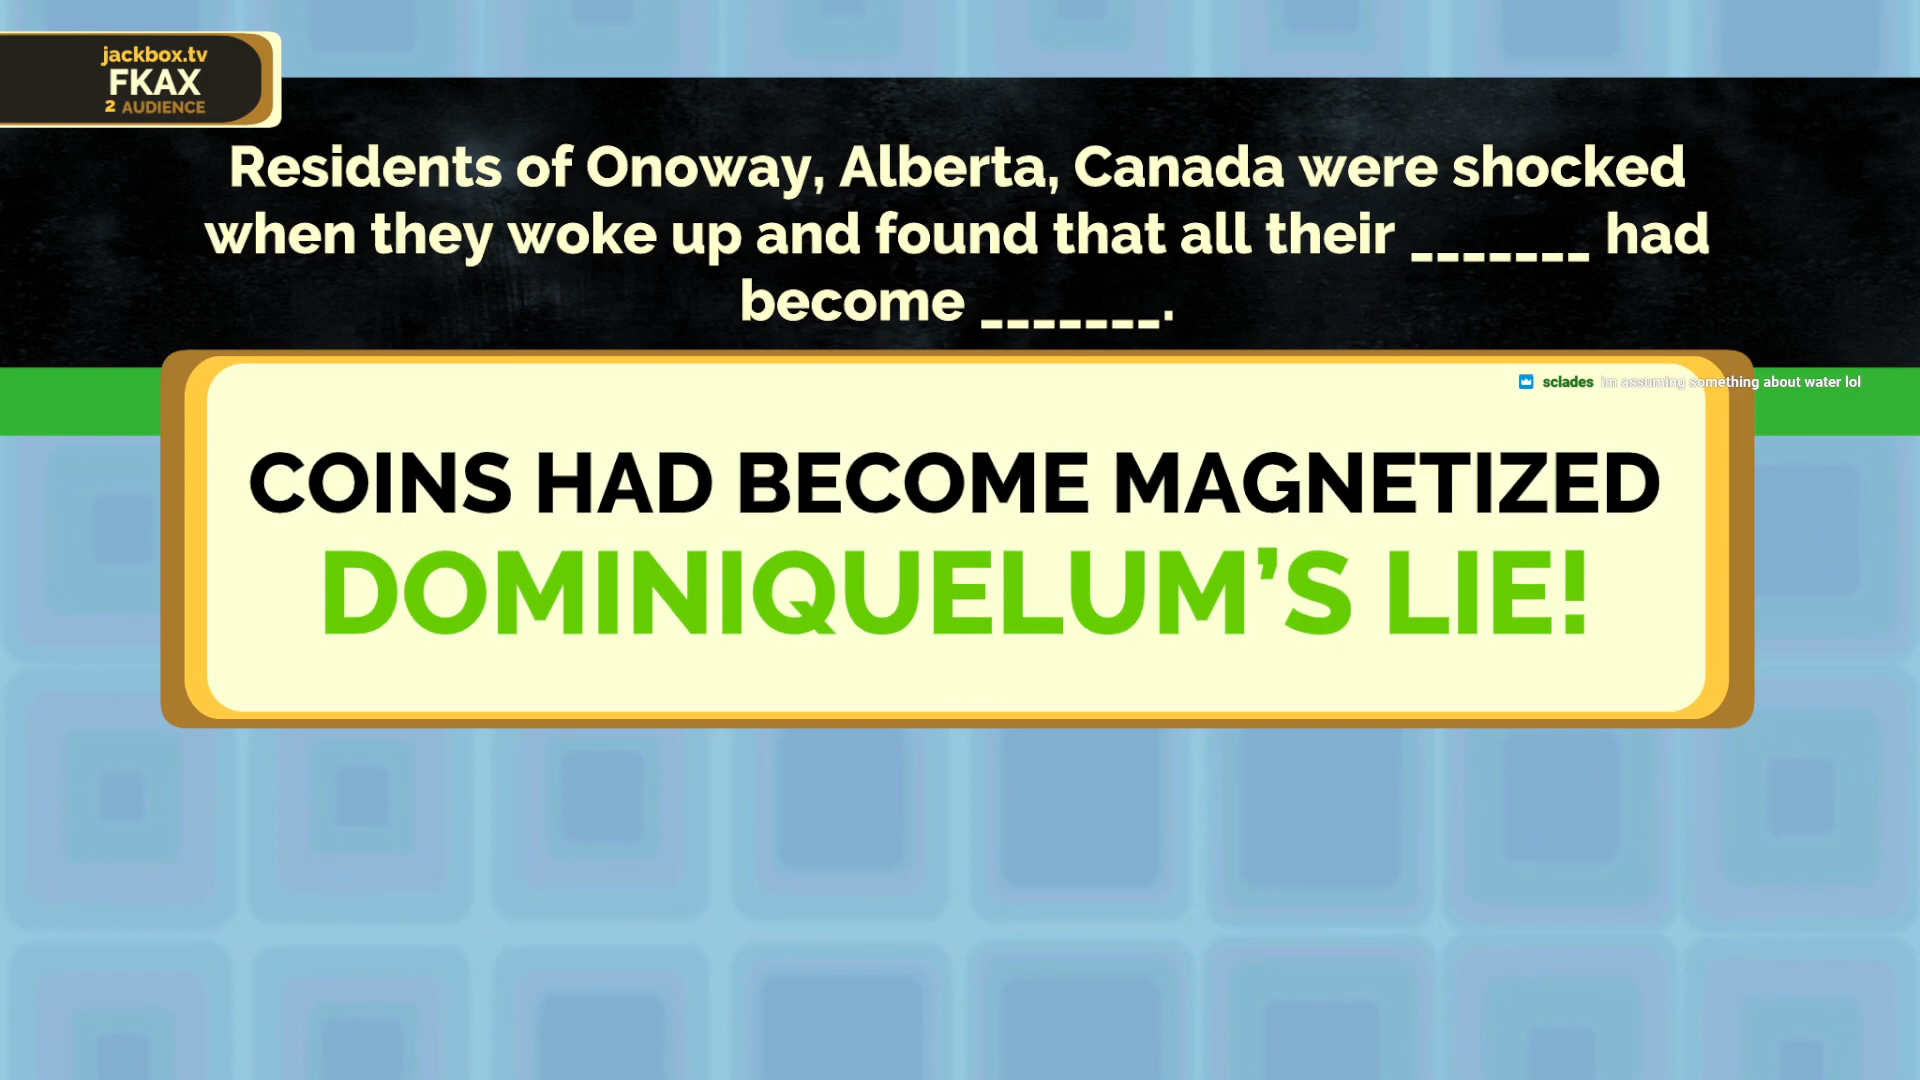 jackbox.tv
FKAX
2 AUDIENCE
Residents of Onoway, Alberta, Canada were shocked
when they woke up and found that all their _______ had
become _______.
sclades im assuming something about water lol
COINS HAD BECOME MAGNETIZED
DOMINIQUELUM’S LIE!